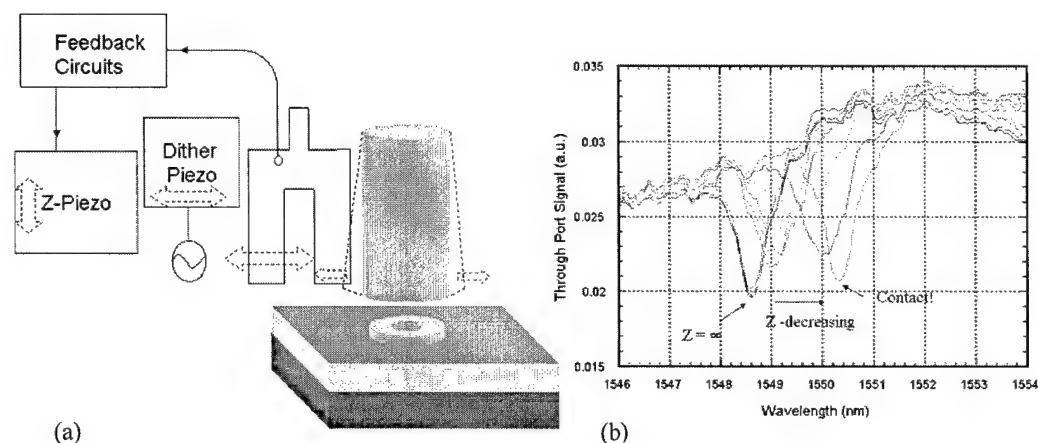 Feedback
Circuits
Z-Piezo
Dither
Piezo
(a)
Through Port Signal (a.u.)
0.035
0.03
0.025
0.02
0.015
Z = ∞
Z -decreasing
Contact!
1546 1547 1548 1549 1550 1551 1552 1553 1554
Wavelength (nm)
(b)